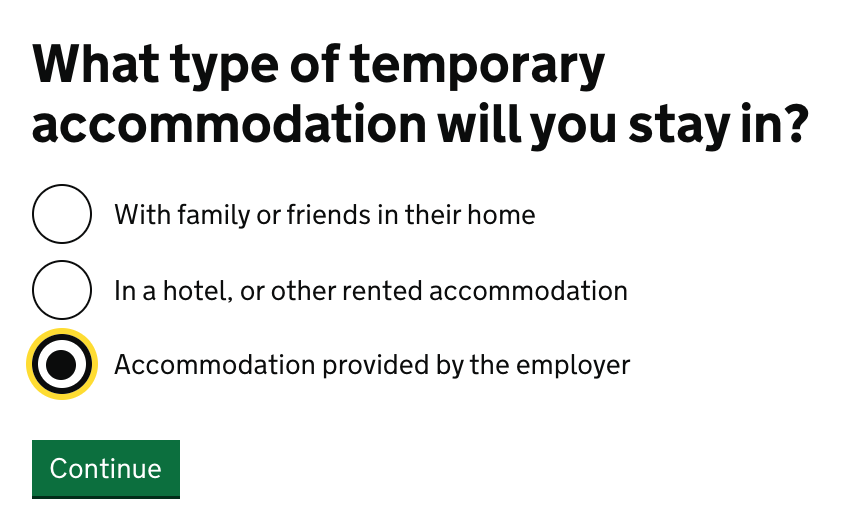 What type of temporary
accommodation will you stay in?
With family or friends in their home
In a hotel, or other rented accommodation
Accommodation provided by the employer
Continue